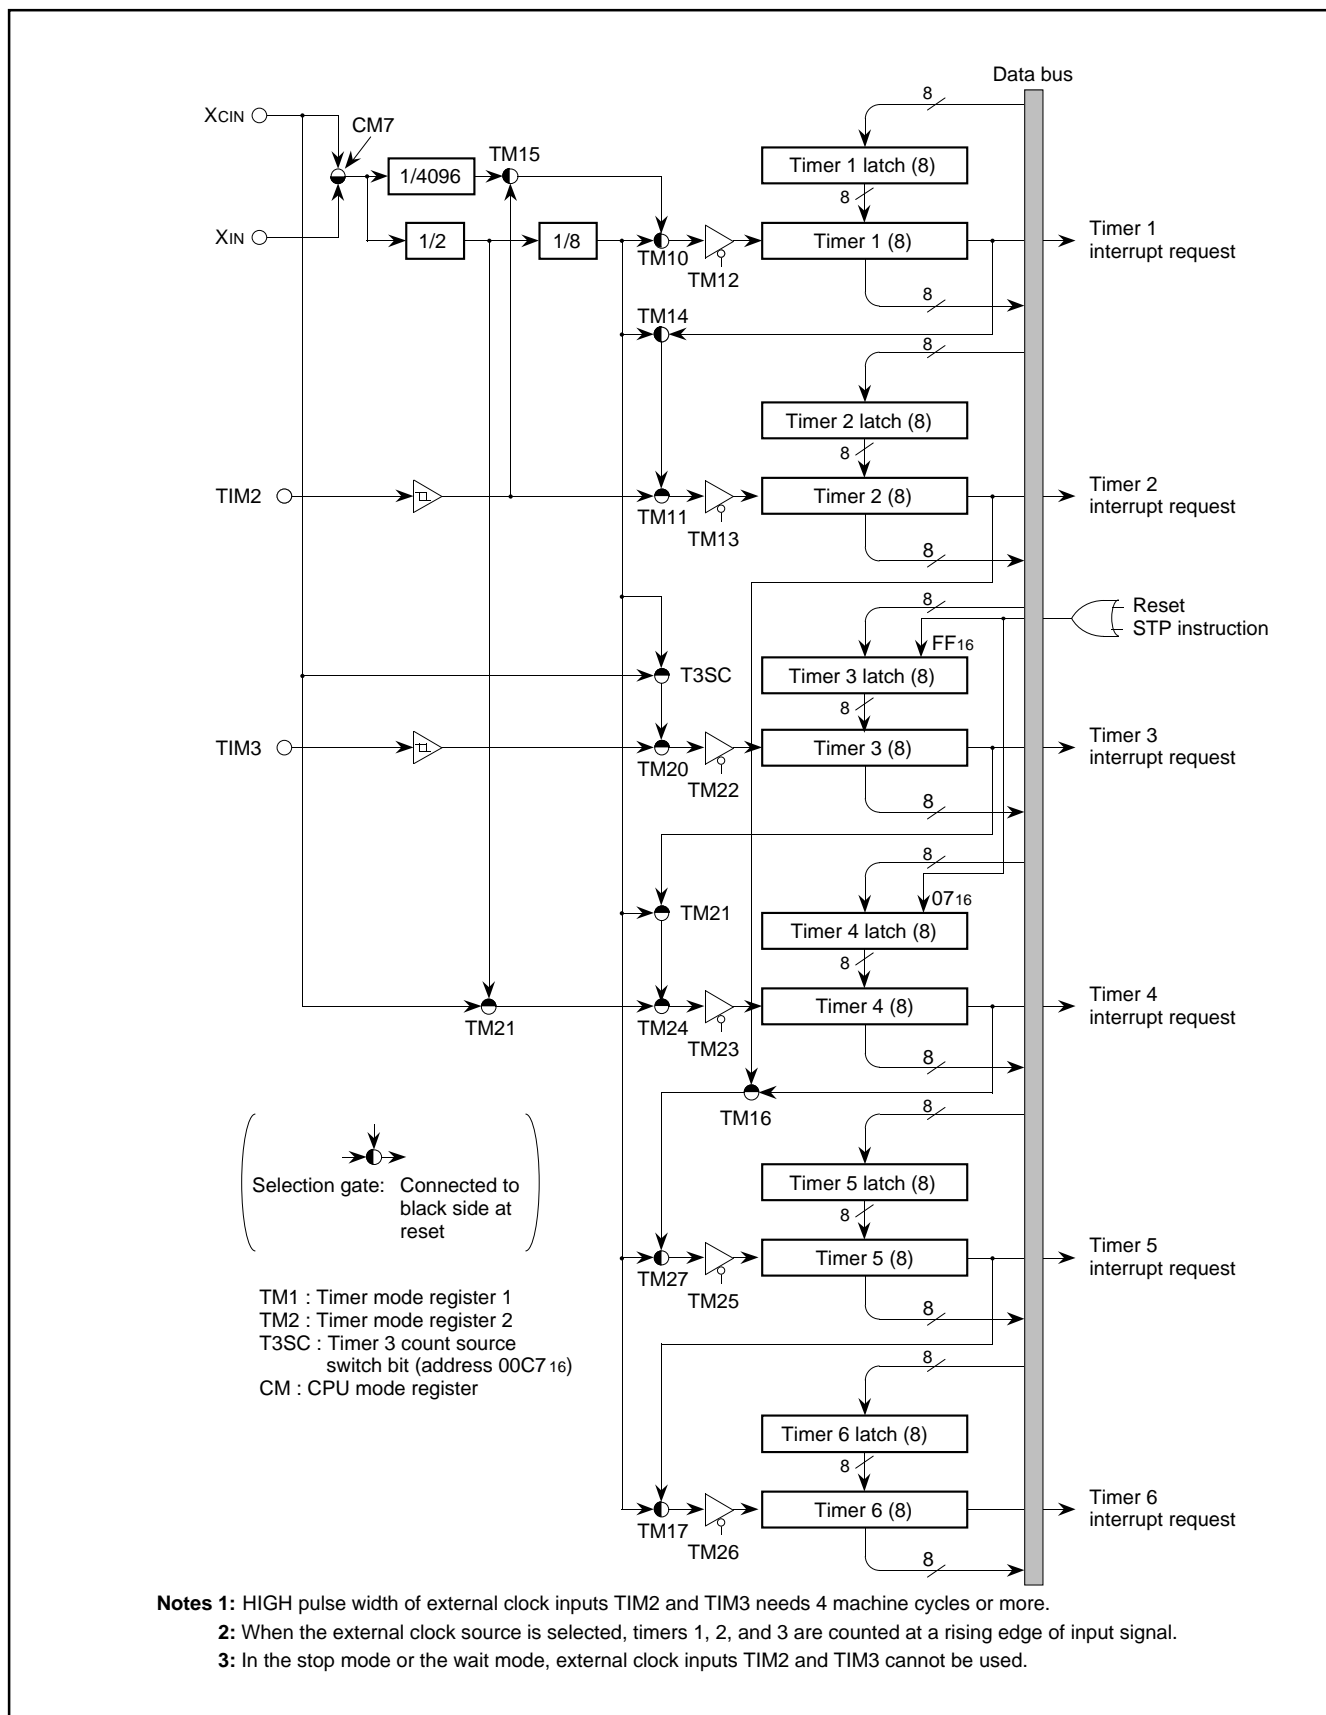 Data bus
8
XCIN
CM7
TM15
1/4096
Timer 1 latch (8)
8
XIN
1/2
1/8
TM10
TM12
Timer 1 (8)
Timer 1
interrupt request
8
TM14
8
Timer 2 latch (8)
8
TIM2
TM11
TM13
Timer 2 (8)
Timer 2
interrupt request
8
8
Reset
STP instruction
FF16
T3SC
Timer 3 latch (8)
8
TIM3
TM20
TM22
Timer 3 (8)
Timer 3
interrupt request
8
8
0716
TM21
Timer 4 latch (8)
8
TM21
TM24
TM23
Timer 4 (8)
Timer 4
interrupt request
8
TM16
8
Selection gate: Connected to
black side at
reset
Timer 5 latch (8)
8
TM27
TM25
Timer 5 (8)
Timer 5
interrupt request
8
TM1 : Timer mode register 1
TM2 : Timer mode register 2
T3SC : Timer 3 count source
switch bit (address 00C716)
CM : CPU mode register
8
Timer 6 latch (8)
8
TM17
TM26
Timer 6 (8)
Timer 6
interrupt request
8
Notes 1: HIGH pulse width of external clock inputs TIM2 and TIM3 needs 4 machine cycles or more.
2: When the external clock source is selected, timers 1, 2, and 3 are counted at a rising edge of input signal.
3: In the stop mode or the wait mode, external clock inputs TIM2 and TIM3 cannot be used.